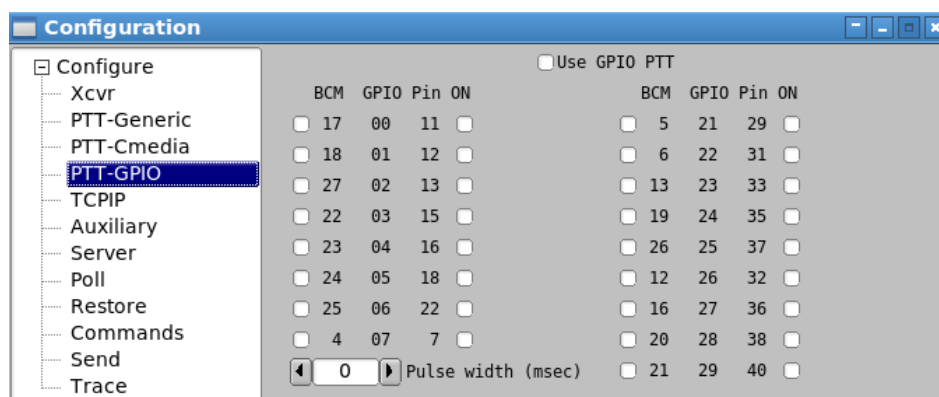 Configuration
Configure
Xcvr
PTT-Generic
PTT-Cmedia
PTT-GPIO
TCPIP
Auxiliary
Server
Poll
Restore
Commands
Send
Trace
Use GPIO PTT
BCM GPIO Pin ON
17 00 11
18 01 12
27 02 13
22 03 15
23 04 16
24 05 18
25 06 22
4 07 7
0 Pulse width (msec)
BCM GPIO Pin ON
5 21 29
6 22 31
13 23 33
19 24 35
26 25 37
12 26 32
16 27 36
20 28 38
21 29 40